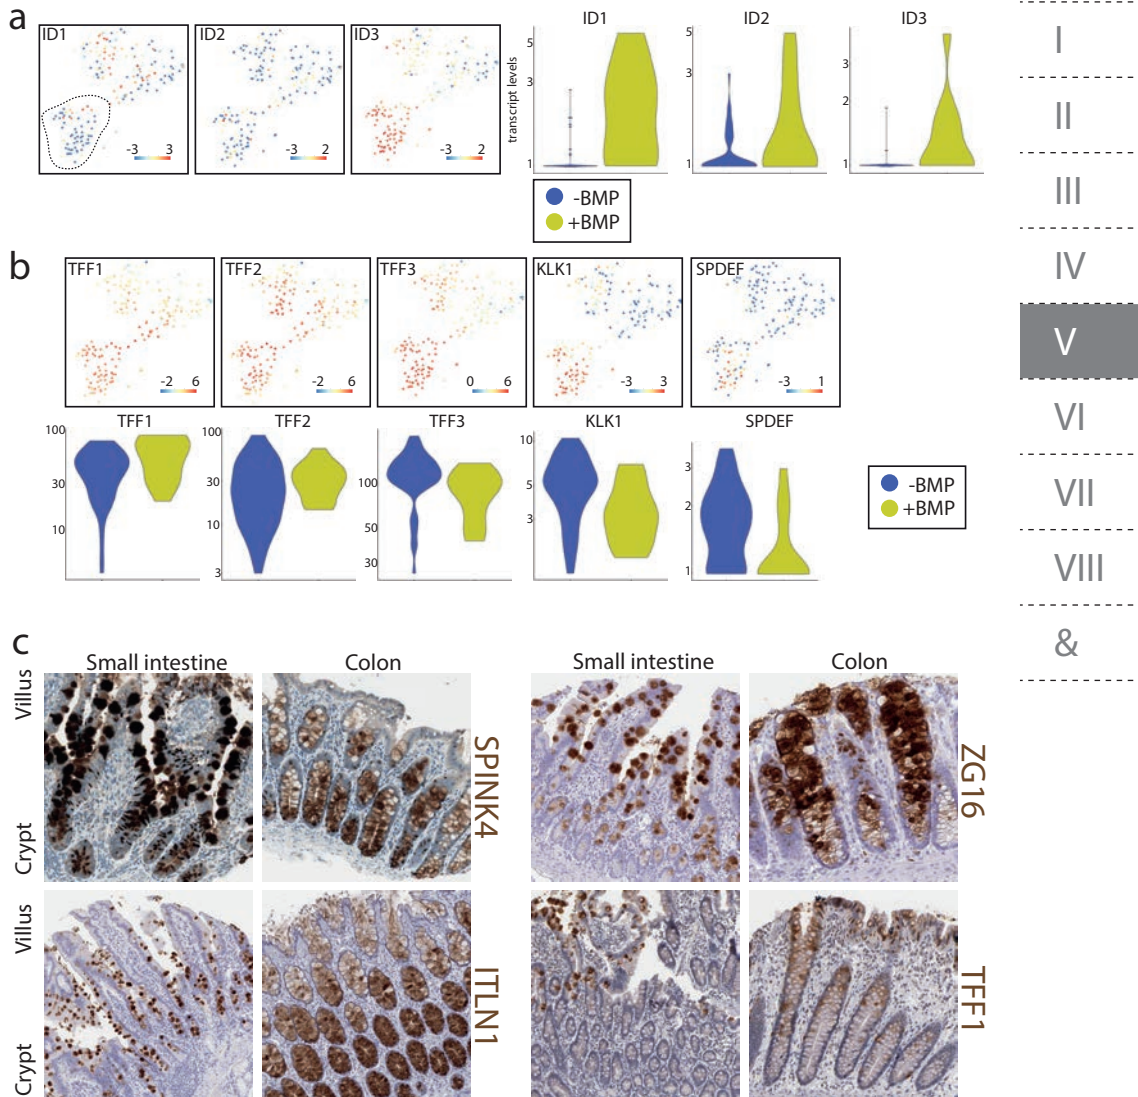 a
ID1
ID2
ID3
-3 3
-3 2
-3 2
ID1
ID2
ID3
transcript levels
5
3
1
5
3
1
3
2
1
-BMP
+BMP
b
TFF1
TFF2
TFF3
KLK1
SPDEF
-2 6
-2 6
0 6
-3 3
-3 1
TFF1
TFF2
TFF3
KLK1
SPDEF
100
30
10
100
30
10
3
100
50
30
10
5
3
3
2
1
-BMP
+BMP
c
Small intestine
Colon
Small intestine
Colon
Villus
Crypt
SPINK4
ZG16
Villus
Crypt
ITLN1
TFF1
I
II
III
IV
V
VI
VII
VIII
&